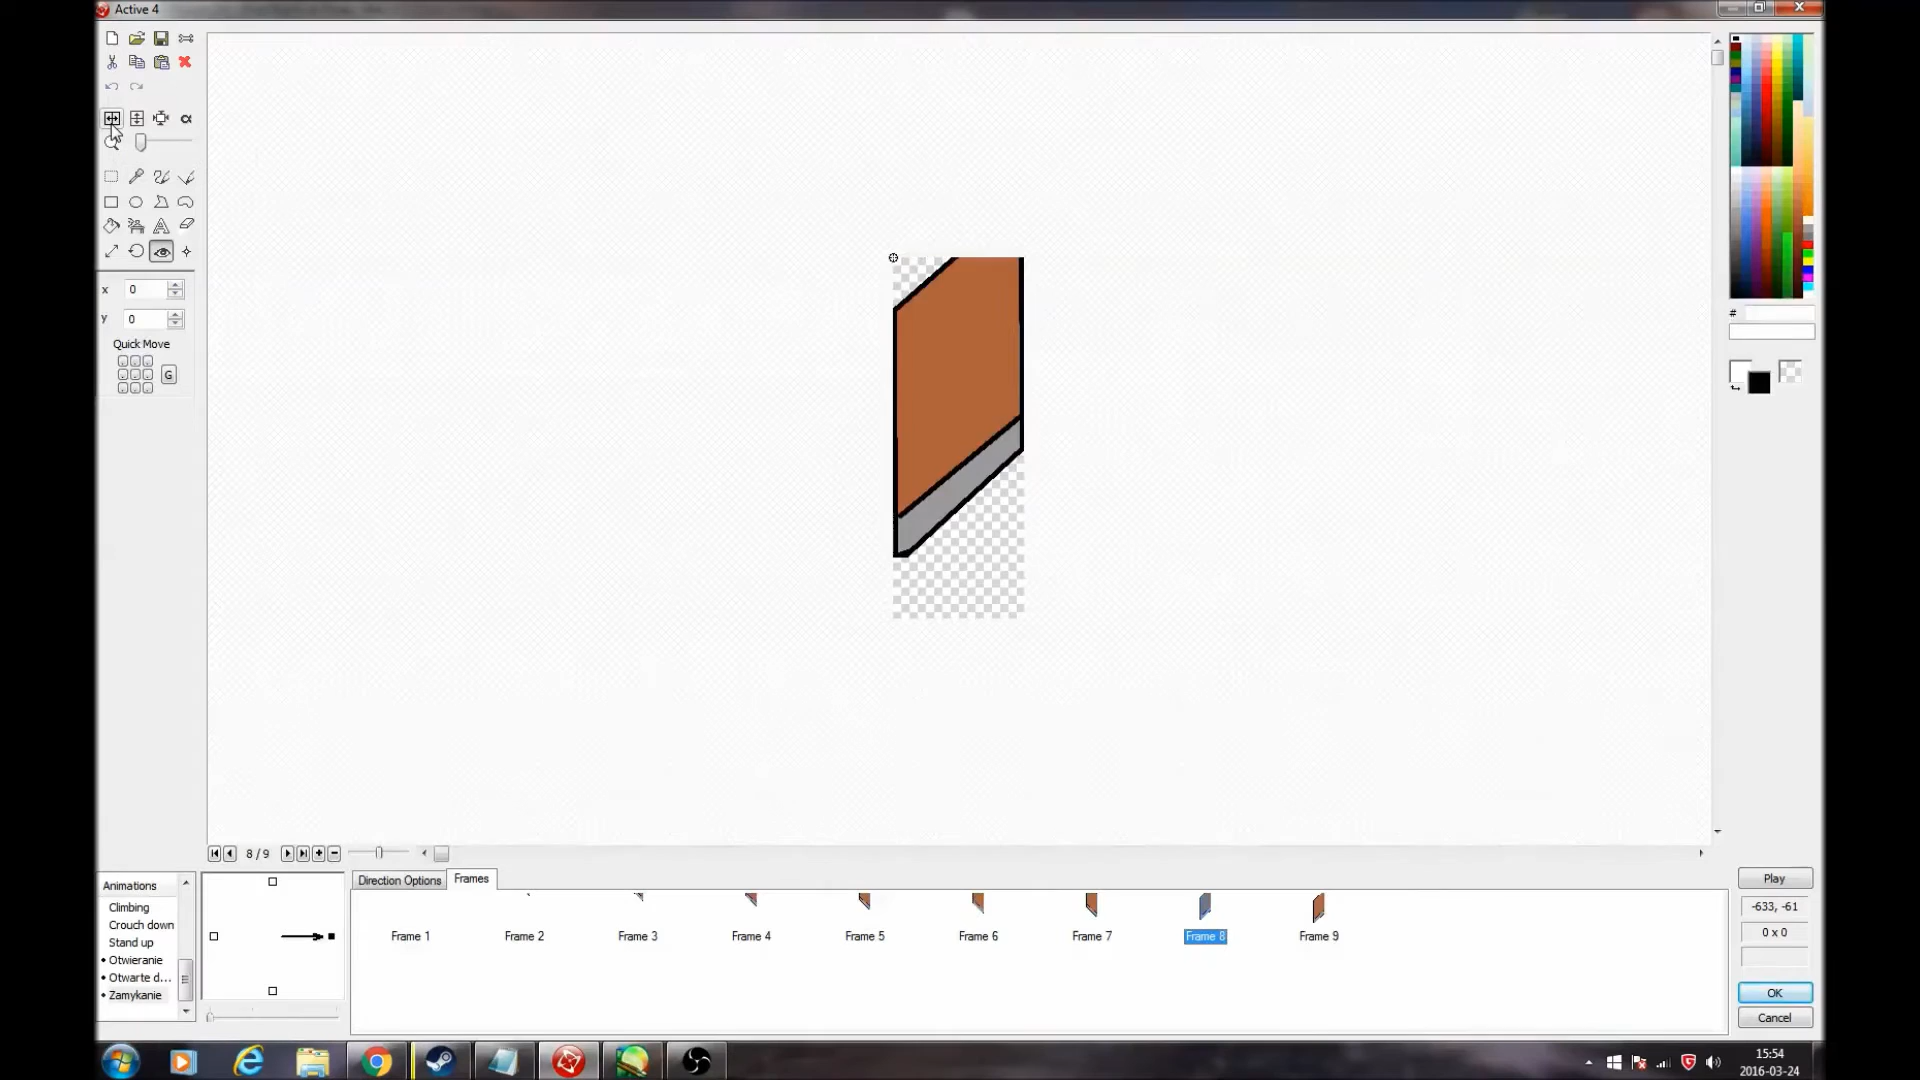 Active 4
x 0
y 0
Quick Move
G
#
8 / 9
Direction Options
Frames
Play
Animations
Climbing
Crouch down
Stand up
Otwieranie
Otwarte d...
Zamykanie
Frame 1
Frame 2
Frame 3
Frame 4
Frame 5
Frame 6
Frame 7
Frame 8
Frame 9
-633, -61
0 x 0
OK
Cancel
15:54
2016-03-24